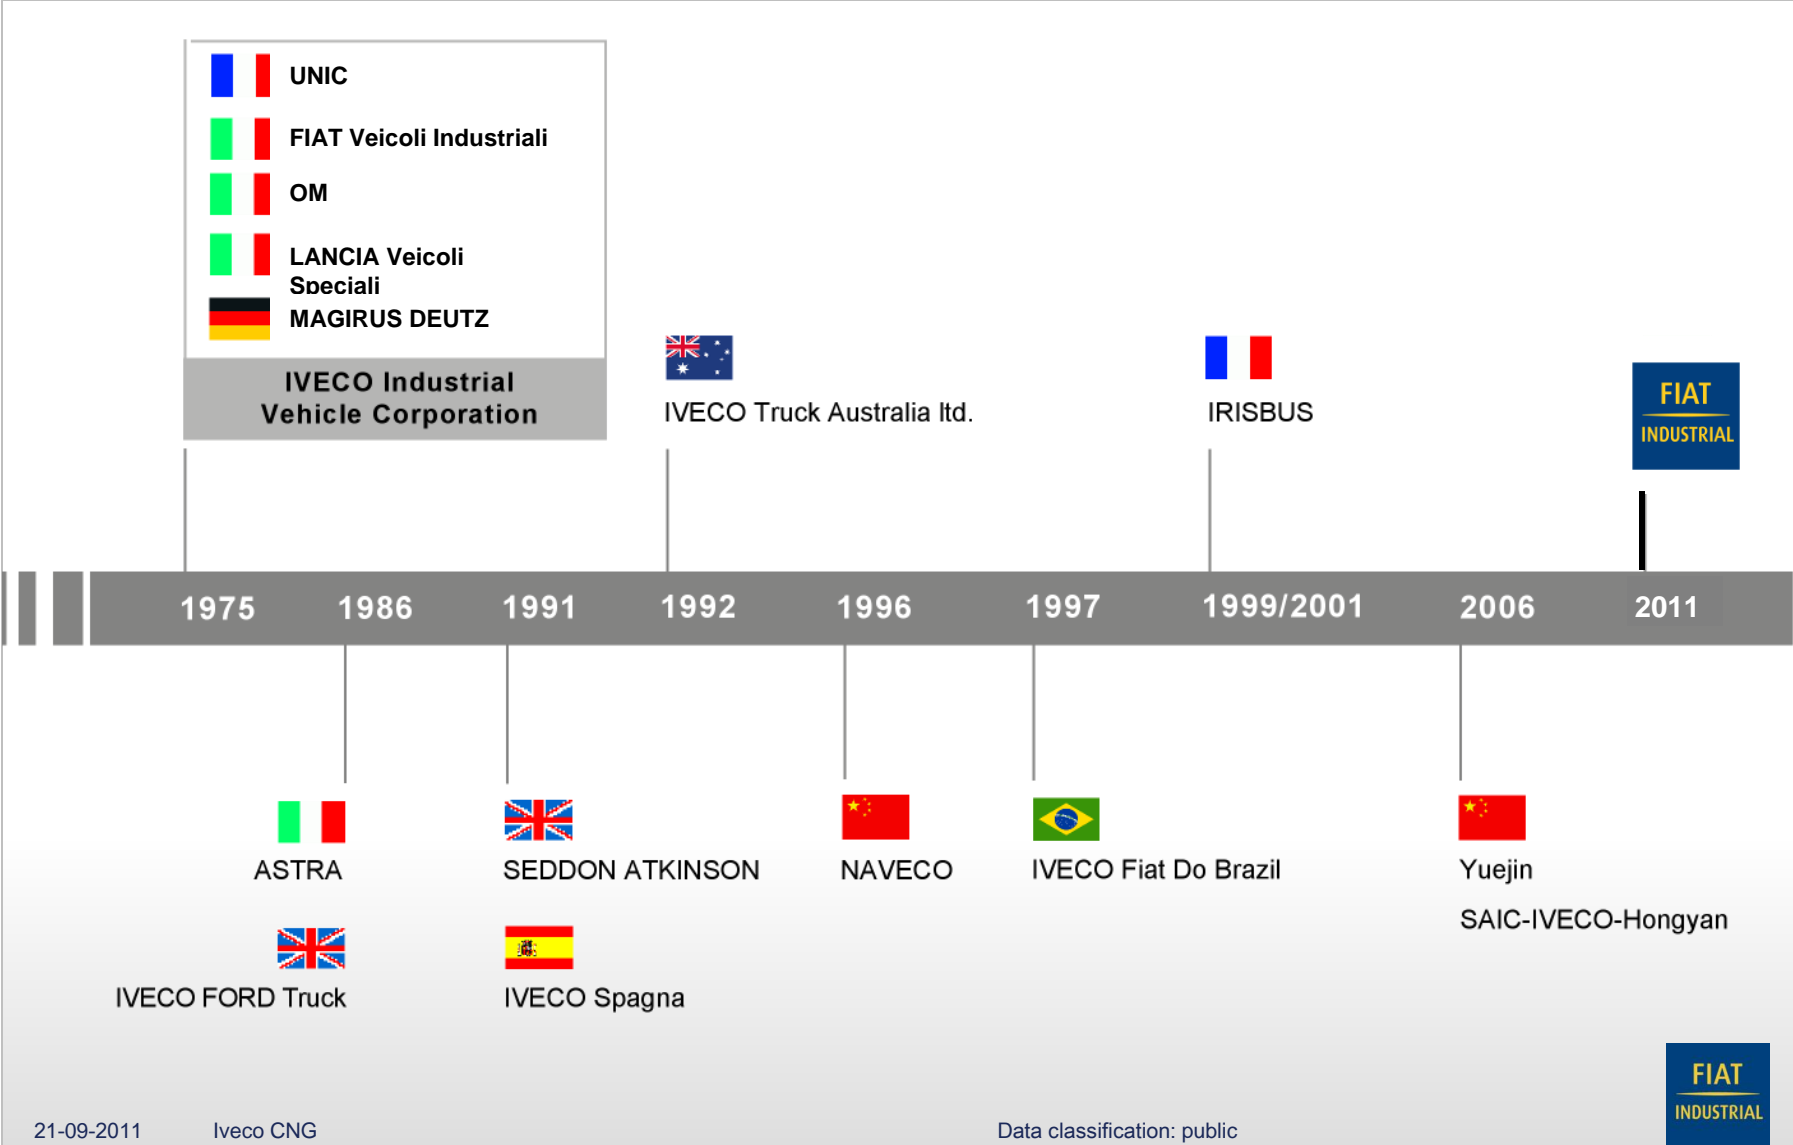 UNIC
FIAT Veicoli Industriali
OM
LANCIA Veicoli
Speciali
MAGIRUS DEUTZ
IVECO Industrial
Vehicle Corporation
IVECO Truck Australia ltd.
IRISBUS
FIAT
INDUSTRIAL
1975 1986 1991 1992 1996 1997 1999/2001 2006 2011
ASTRA
SEDDON ATKINSON
NAVECO
IVECO Fiat Do Brazil
Yuejin
SAIC-IVECO-Hongyan
IVECO FORD Truck
IVECO Spagna
FIAT
INDUSTRIAL
21-09-2011 Iveco CNG Data classification: public